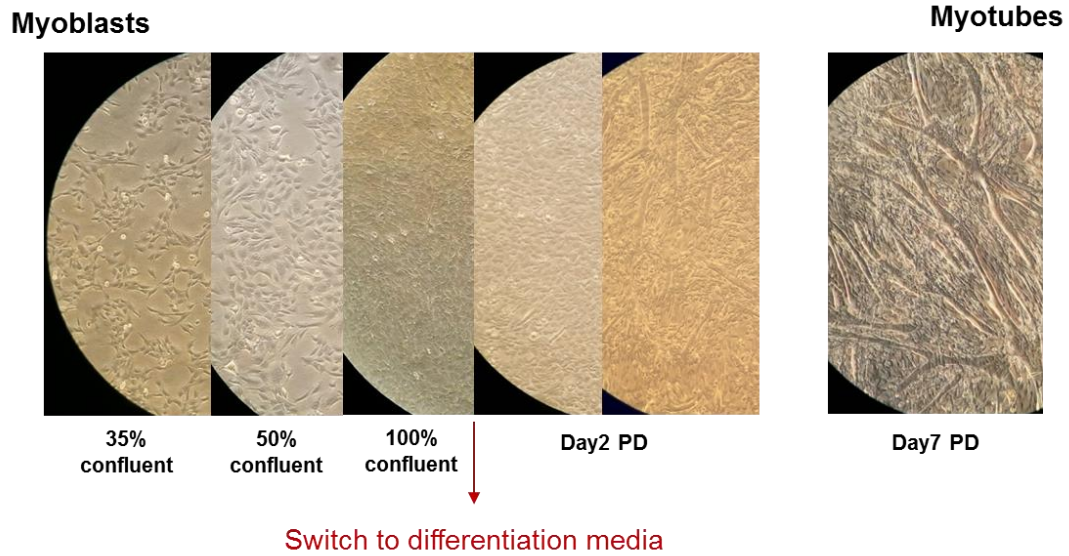 Myoblasts
Myotubes
35%
confluent
50%
confluent
100%
confluent
Day2 PD
Day7 PD
Switch to differentiation media